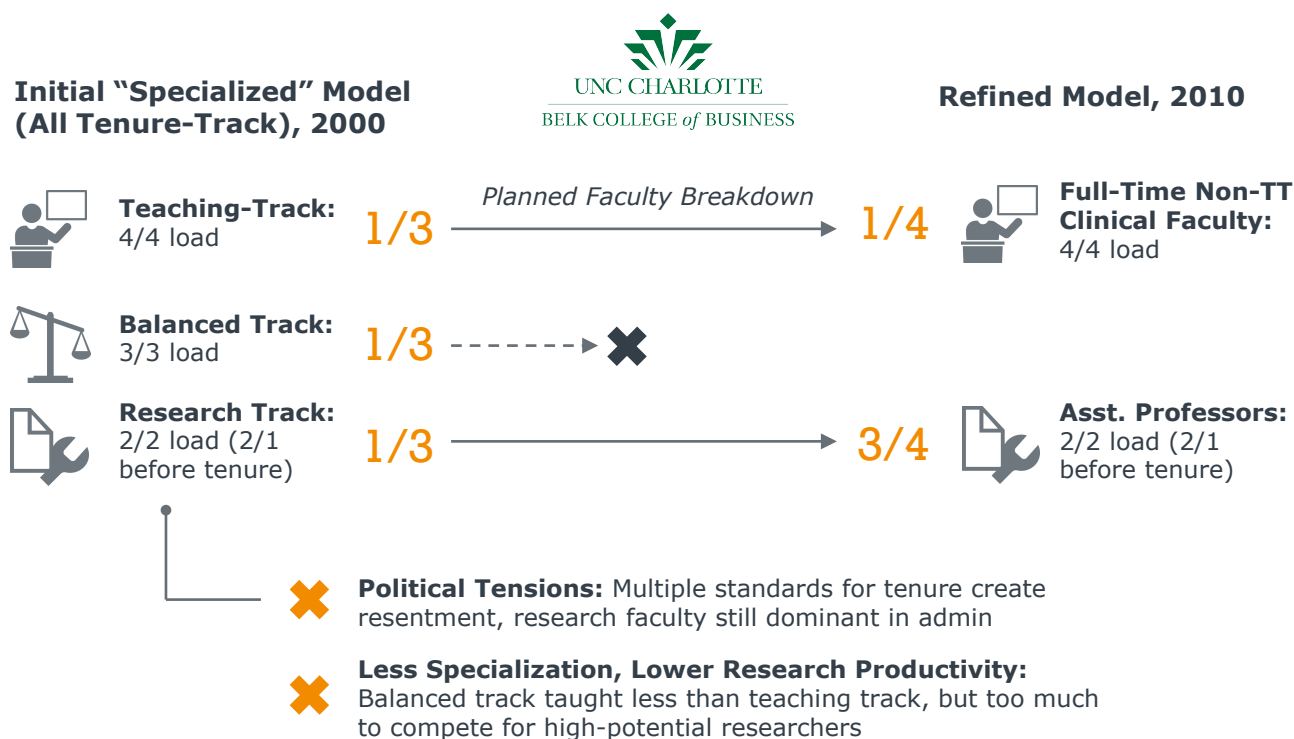 Initial “Specialized” Model
(All Tenure-Track), 2000
UNC CHARLOTTE
BELK COLLEGE of BUSINESS
Refined Model, 2010
Teaching-Track:
4/4 load
1/3
Planned Faculty Breakdown
1/4
Full-Time Non-TT
Clinical Faculty:
4/4 load
Balanced Track:
3/3 load
1/3
Research Track:
2/2 load (2/1
before tenure)
1/3
3/4
Asst. Professors:
2/2 load (2/1
before tenure)
Political Tensions: Multiple standards for tenure create
resentment, research faculty still dominant in admin
Less Specialization, Lower Research Productivity:
Balanced track taught less than teaching track, but too much
to compete for high-potential researchers